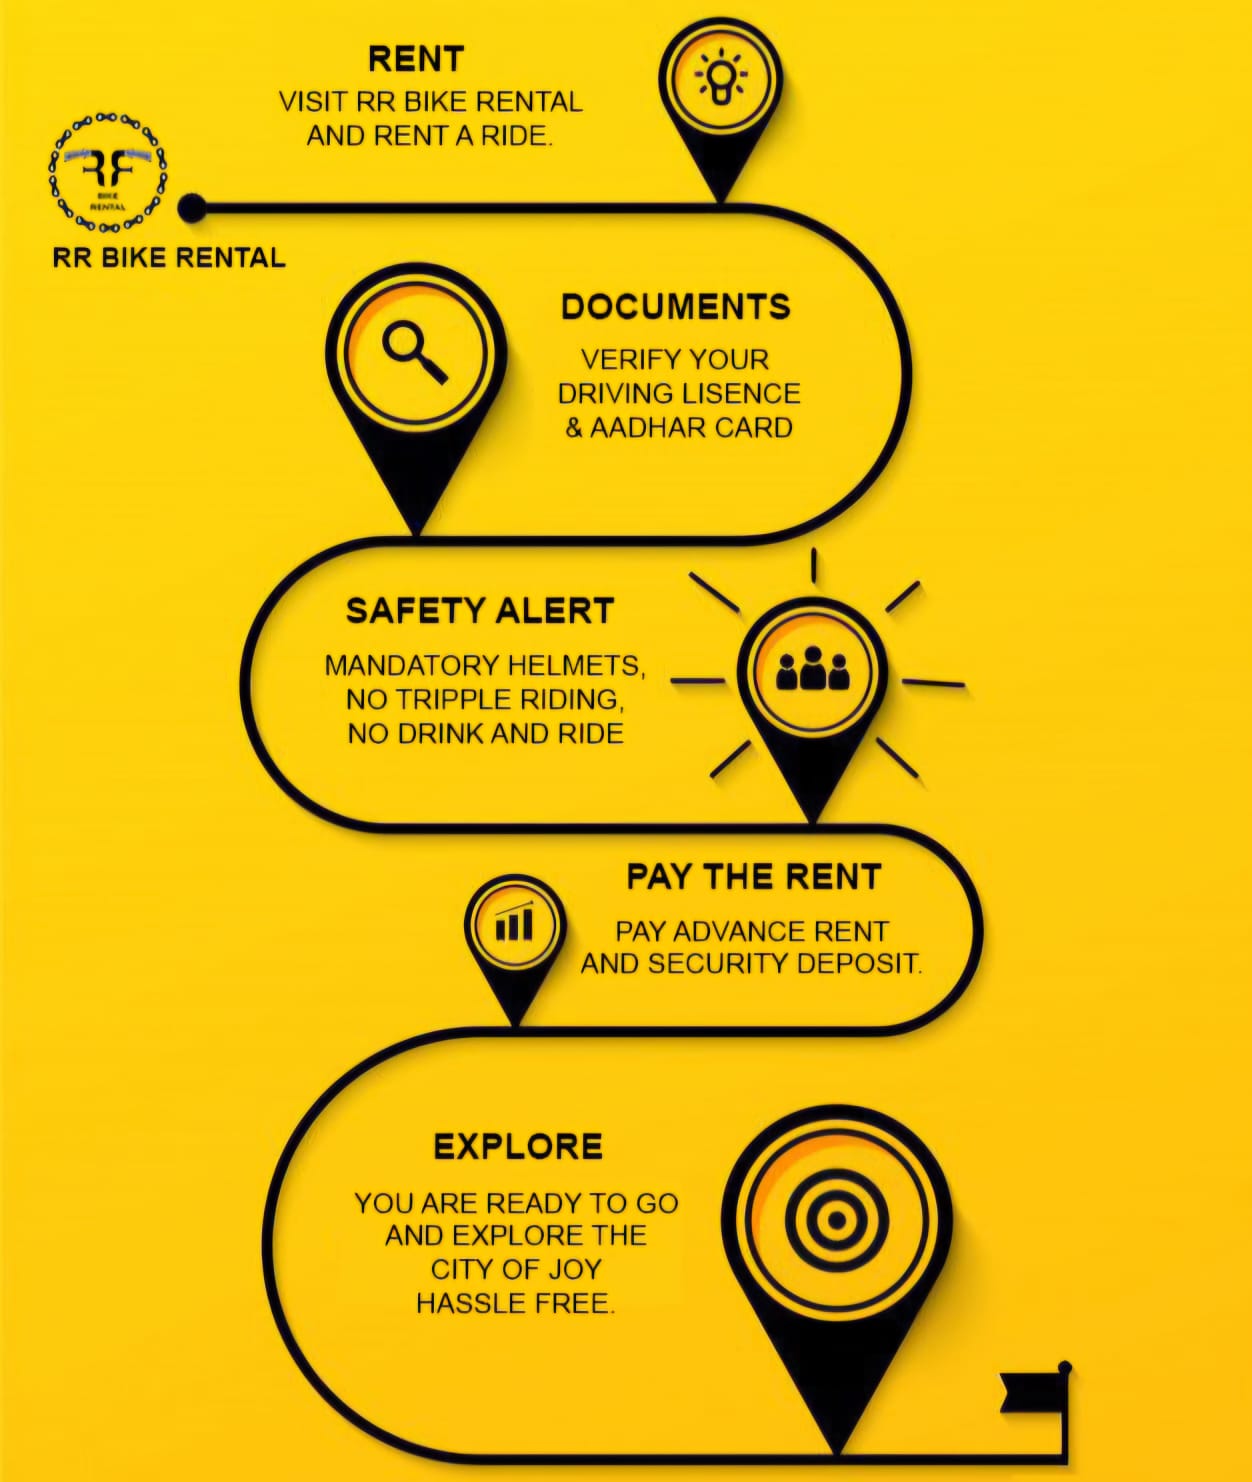 RENT
VISIT RR BIKE RENTAL
AND RENT A RIDE.
BIKE
RENTAL
RR BIKE RENTAL
DOCUMENTS
VERIFY YOUR
DRIVING LISENCE
& AADHAR CARD
SAFETY ALERT
MANDATORY HELMETS,
NO TRIPPLE RIDING,
NO DRINK AND RIDE
PAY THE RENT
PAY ADVANCE RENT
AND SECURITY DEPOSIT.
EXPLORE
YOU ARE READY TO GO
AND EXPLORE THE
CITY OF JOY
HASSLE FREE.